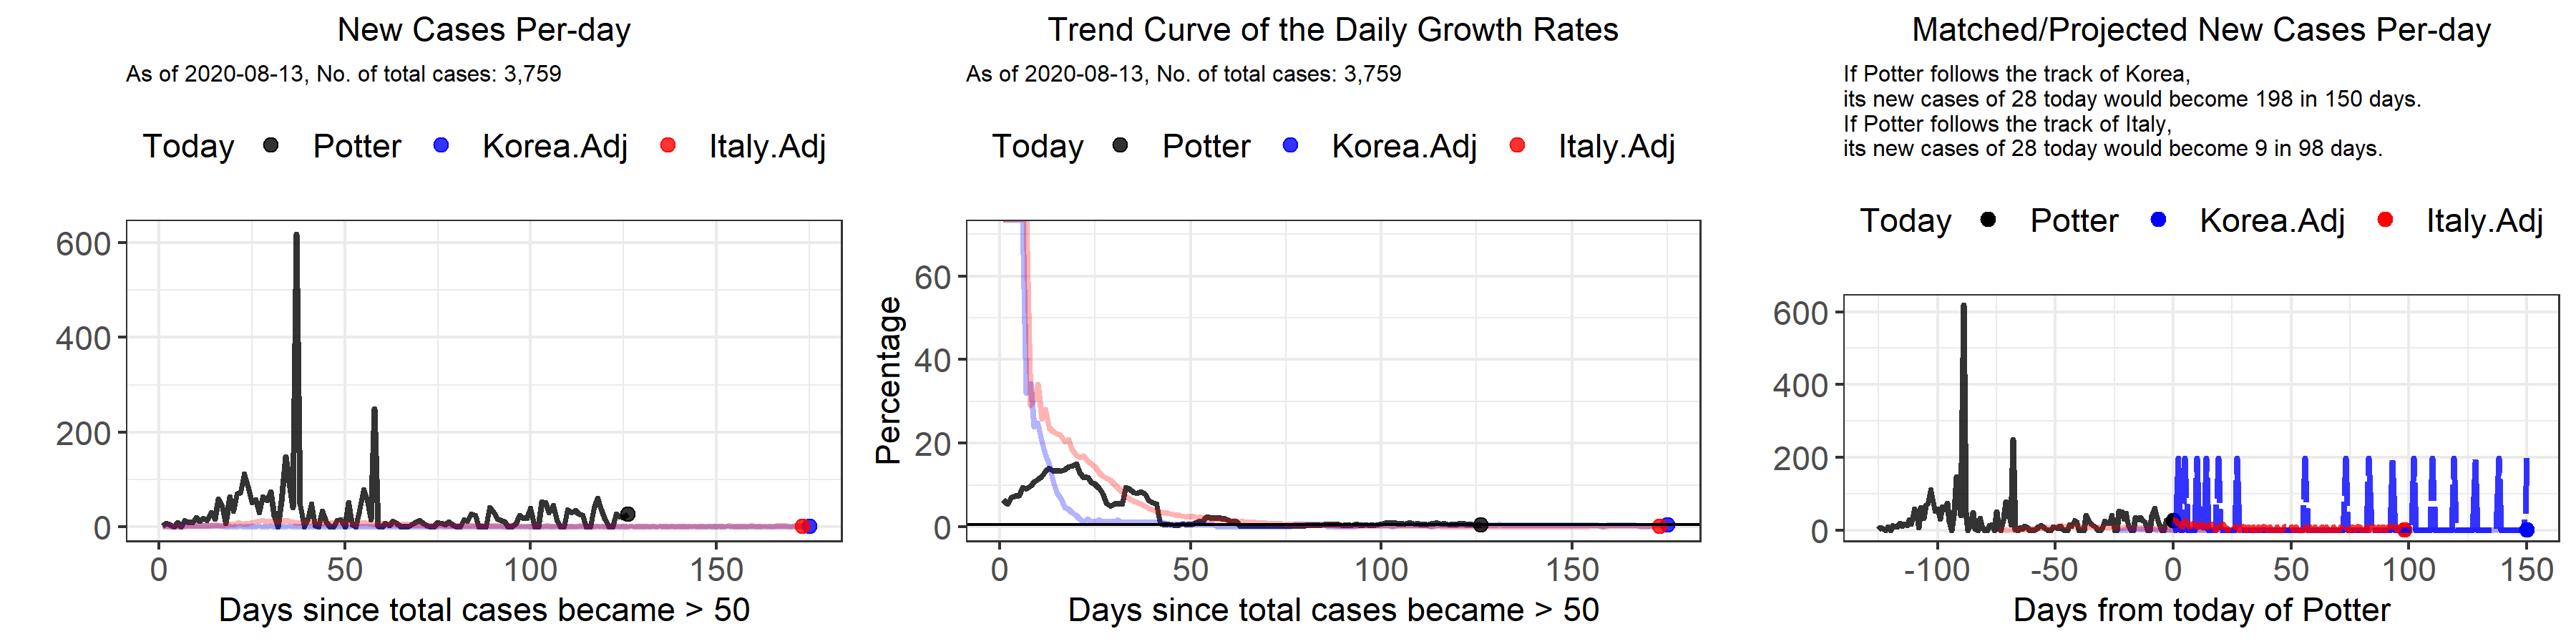 New Cases Per-day
As of 2020-08-13, No. of total cases: 3,759
Today Potter Korea.Adj Italy.Adj
600
400
200
0
0 50 100 150
Days since total cases became > 50
Trend Curve of the Daily Growth Rates
As of 2020-08-13, No. of total cases: 3,759
Today Potter Korea.Adj Italy.Adj
Percentage
60
40
20
0
0 50 100 150
Days since total cases became > 50
Matched/Projected New Cases Per-day
If Potter follows the track of Korea,
its new cases of 28 today would become 198 in 150 days.
If Potter follows the track of Italy,
its new cases of 28 today would become 9 in 98 days.
Today Potter Korea.Adj Italy.Adj
600
400
200
0
-100 -50 0 50 100 150
Days from today of Potter